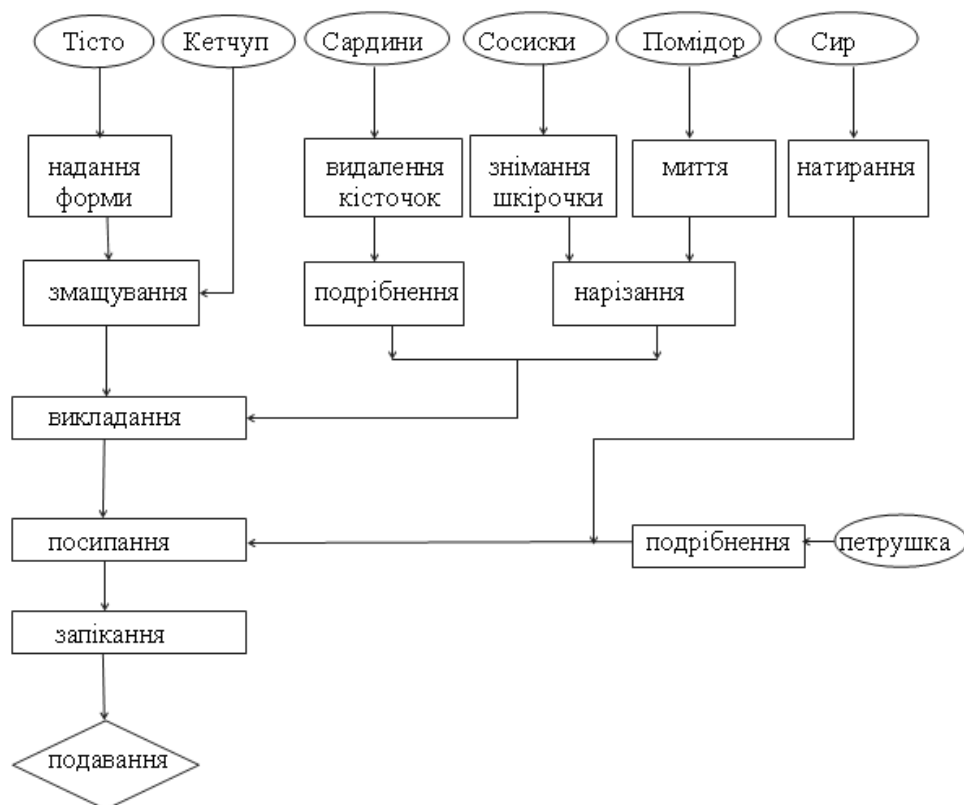 Тісто
Кетчуп
Сардини
Сосиски
Помідор
Сир
надання
форми
видалення
кісточок
знімання
шкірочки
миття
натирання
змащування
подрібнення
нарізання
викладання
посипання
подрібнення
петрушка
запікання
подавання